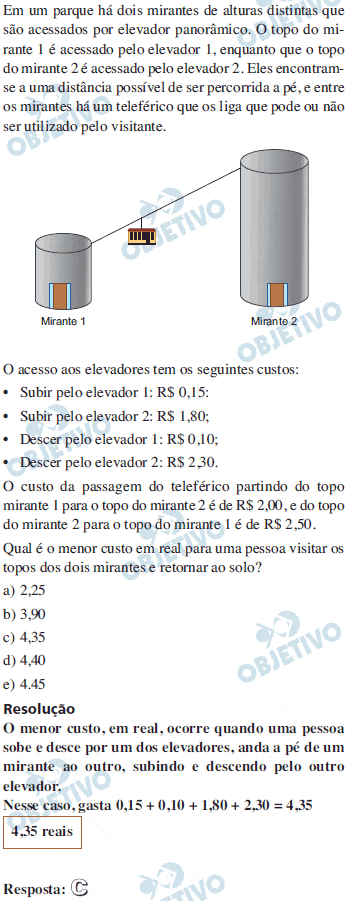 Em um parque há dois mirantes de alturas distintas que
são acessados por elevador panorâmico. O topo do mi-
rante 1 é acessado pelo elevador 1, enquanto que o topo
do mirante 2 é acessado pelo elevador 2. Eles encontram-
se a uma distância possível de ser percorrida a pé, e entre
os mirantes há um teleférico que os liga que pode ou não
ser utilizado pelo visitante.
Mirante 1
Mirante 2
O acesso aos elevadores tem os seguintes custos:
• Subir pelo elevador 1: R$ 0,15:
• Subir pelo elevador 2: R$ 1,80;
• Descer pelo elevador 1: R$ 0,10;
• Descer pelo elevador 2: R$ 2,30.
O custo da passagem do teleférico partindo do topo
mirante 1 para o topo do mirante 2 é de R$ 2,00, e do topo
do mirante 2 para o topo do mirante 1 é de R$ 2,50.
Qual é o menor custo em real para uma pessoa visitar os
topos dos dois mirantes e retornar ao solo?
a) 2,25
b) 3,90
c) 4,35
d) 4,40
e) 4.45
Resolução
O menor custo, em real, ocorre quando uma pessoa
sobe e desce por um dos elevadores, anda a pé de um
mirante ao outro, subindo e descendo pelo outro
elevador.
Nesse caso, gasta 0,15 + 0,10 + 1,80 + 2,30 = 4,35
4,35 reais
Resposta: C
OBJETIVO
OBJETIVO
OBJETIVO
OBJETIVO
OBJETIVO
OBJETIVO
OBJETIVO
OBJETIVO
OBJETIVO
OBJETIVO